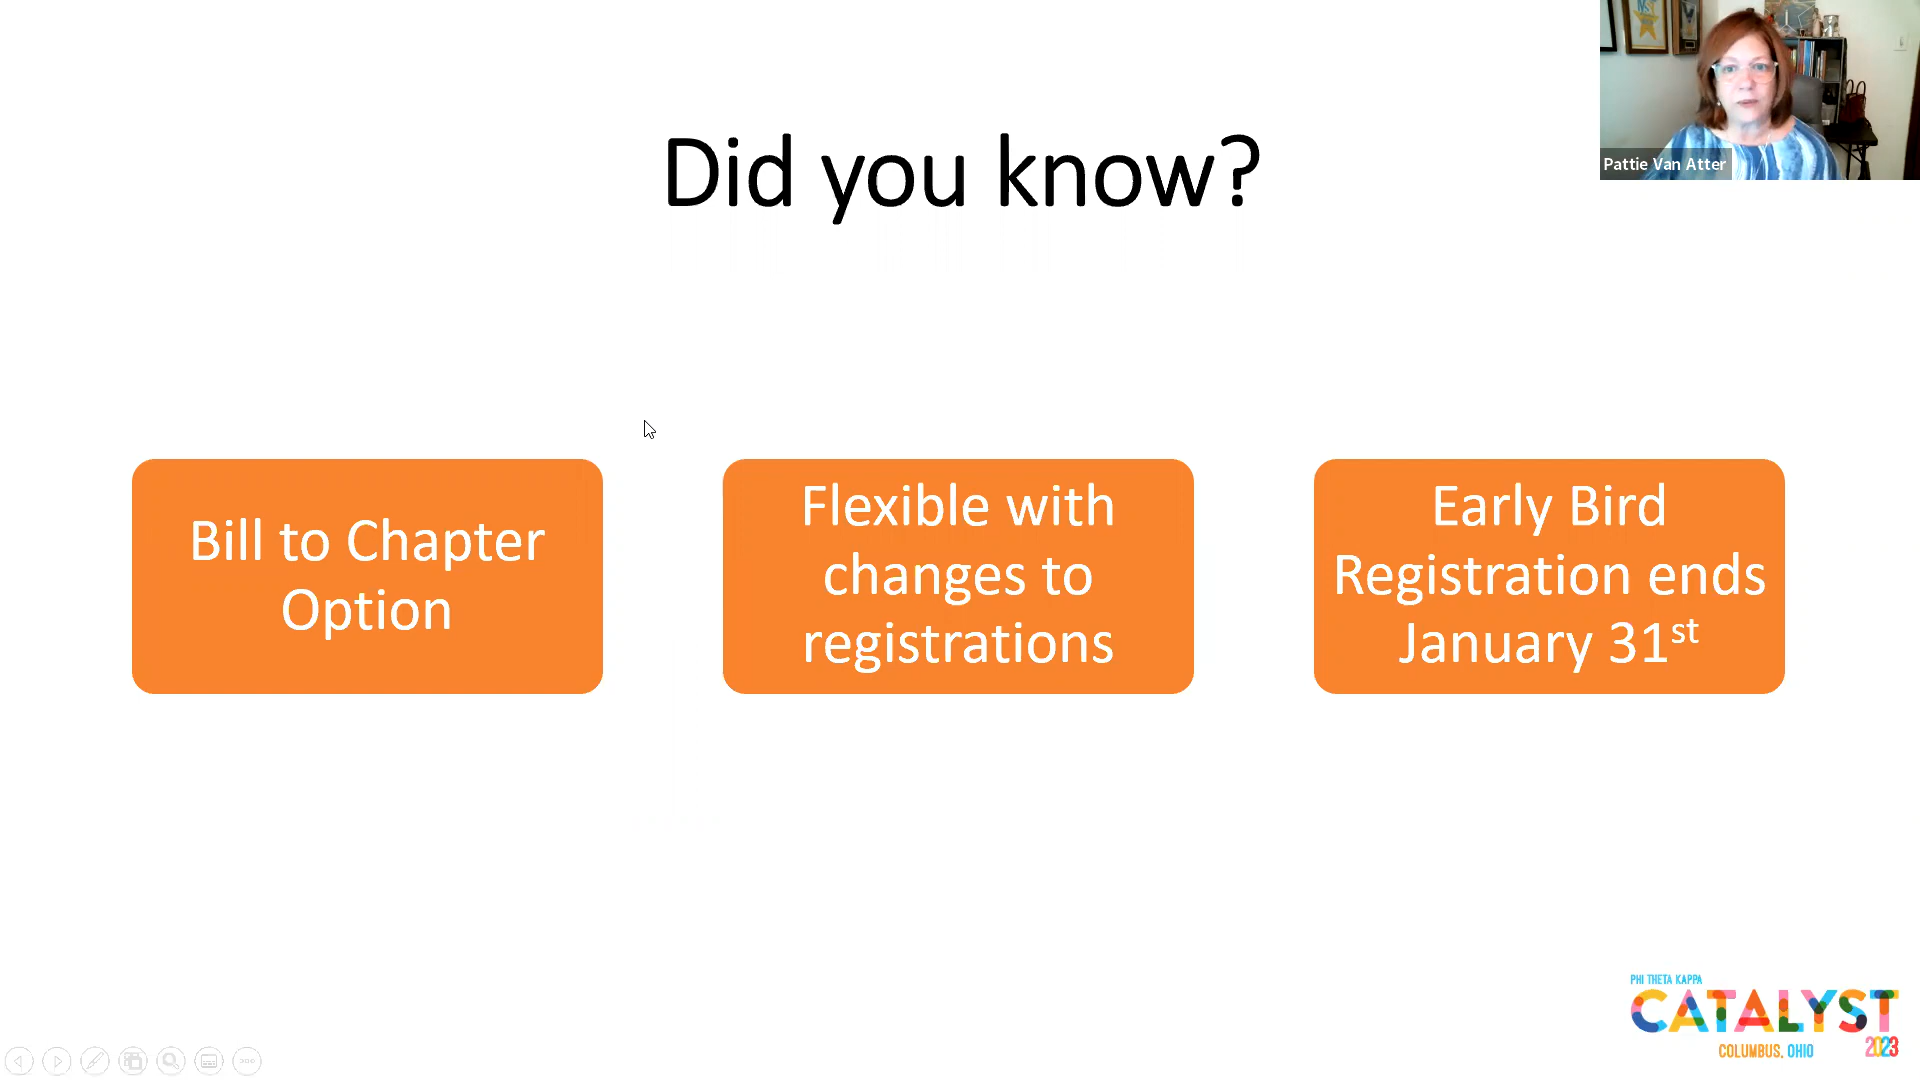 Did you know?
Pattie Van Atter
Bill to Chapter
Option
Flexible with
changes to
registrations
Early Bird
Registration ends
January 31st
PHI THETA KAPPA
CATALYST
COLUMBUS, OHIO 2023